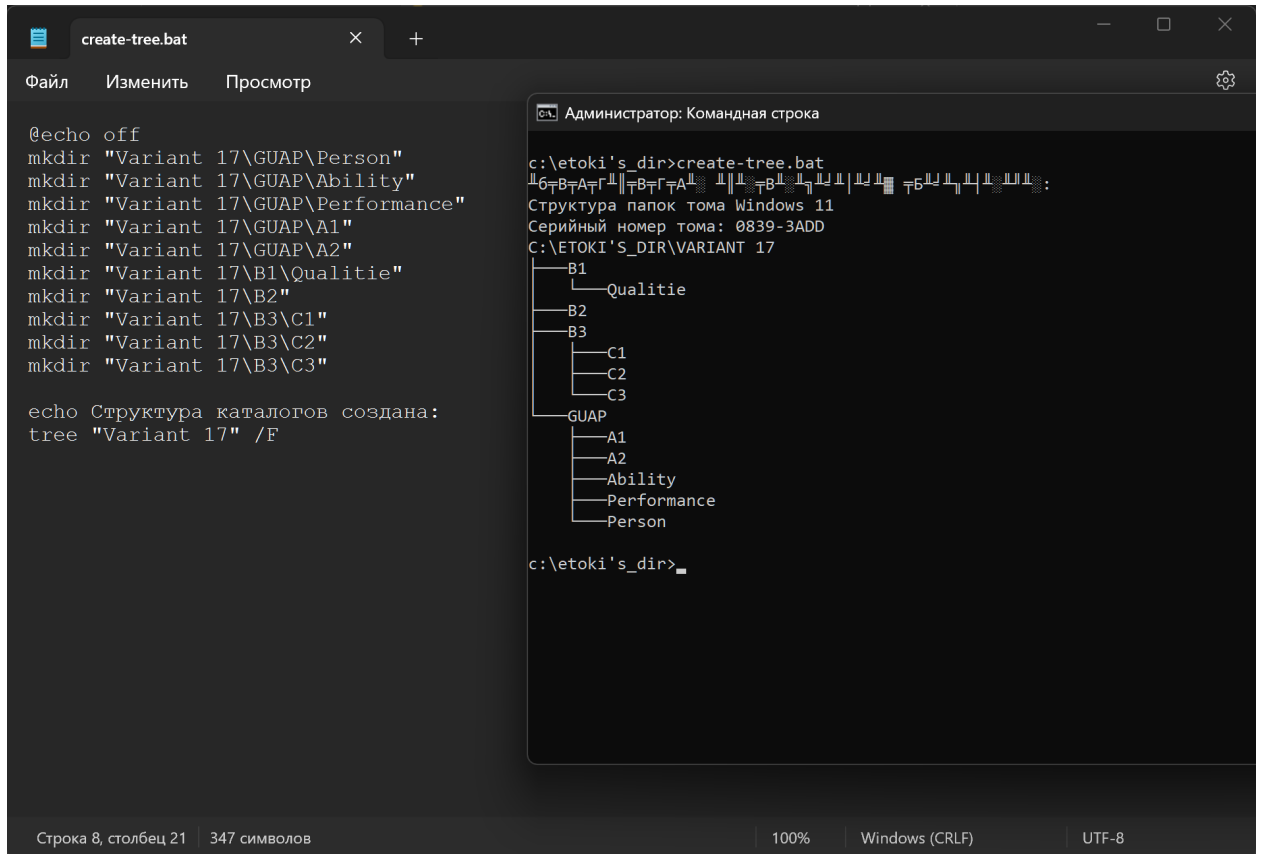 create-tree.bat
Файл Изменить Просмотр
@echo off
mkdir "Variant 17\GUAP\Person"
mkdir "Variant 17\GUAP\Ability"
mkdir "Variant 17\GUAP\Performance"
mkdir "Variant 17\GUAP\A1"
mkdir "Variant 17\GUAP\A2"
mkdir "Variant 17\B1\Qualitie"
mkdir "Variant 17\B2"
mkdir "Variant 17\B3\C1"
mkdir "Variant 17\B3\C2"
mkdir "Variant 17\B3\C3"
echo Структура каталогов создана:
tree "Variant 17" /F
Администратор: Командная строка
c:\etoki's_dir>create-tree.bat
Структура папок тома Windows 11
Серийный номер тома: 0839-3ADD
C:\ETOKI'S_DIR\VARIANT 17
├───B1
│   └───Qualitie
├───B2
├───B3
│   ├───C1
│   ├───C2
│   └───C3
└───GUAP
    ├───A1
    ├───A2
    ├───Ability
    ├───Performance
    └───Person
c:\etoki's_dir>
Строка 8, столбец 21 347 символов 100% Windows (CRLF) UTF-8